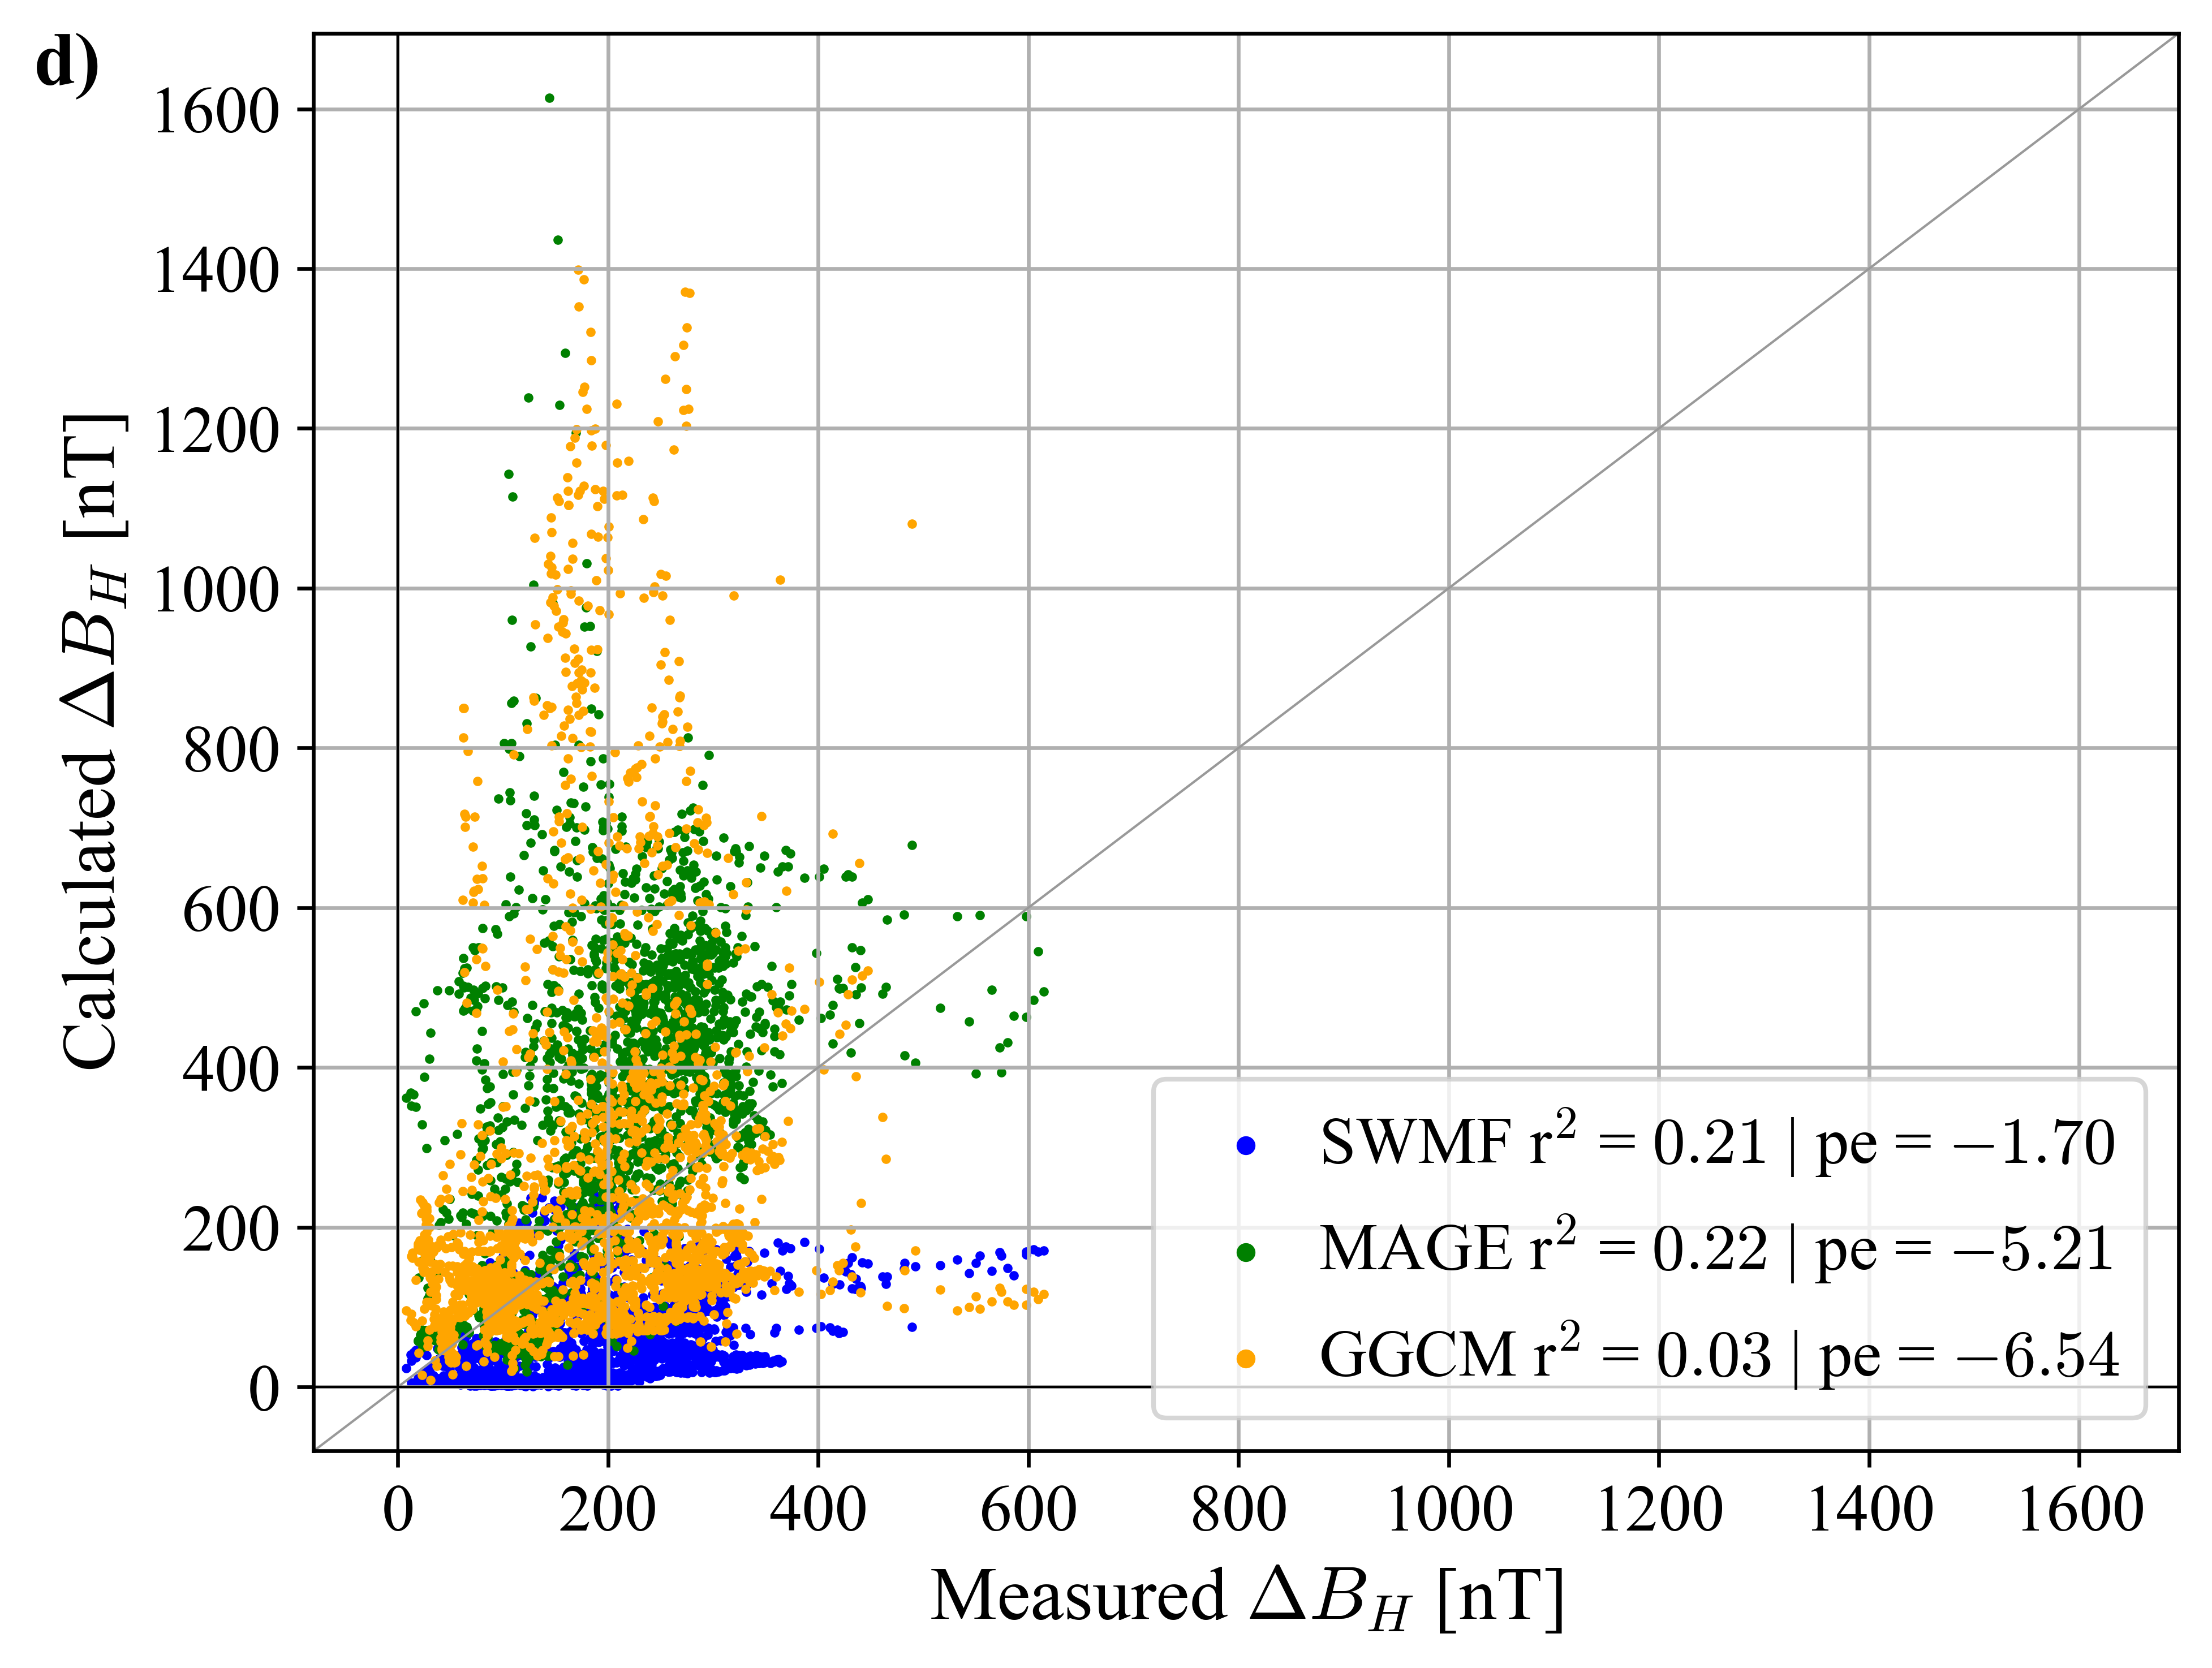 d)
Calculated ΔB_H [nT]
1600
1400
1200
1000
800
600
400
200
0
SWMF r² = 0.21 | pe = −1.70
MAGE r² = 0.22 | pe = −5.21
GGCM r² = 0.03 | pe = −6.54
0 200 400 600 800 1000 1200 1400 1600
Measured ΔB_H [nT]